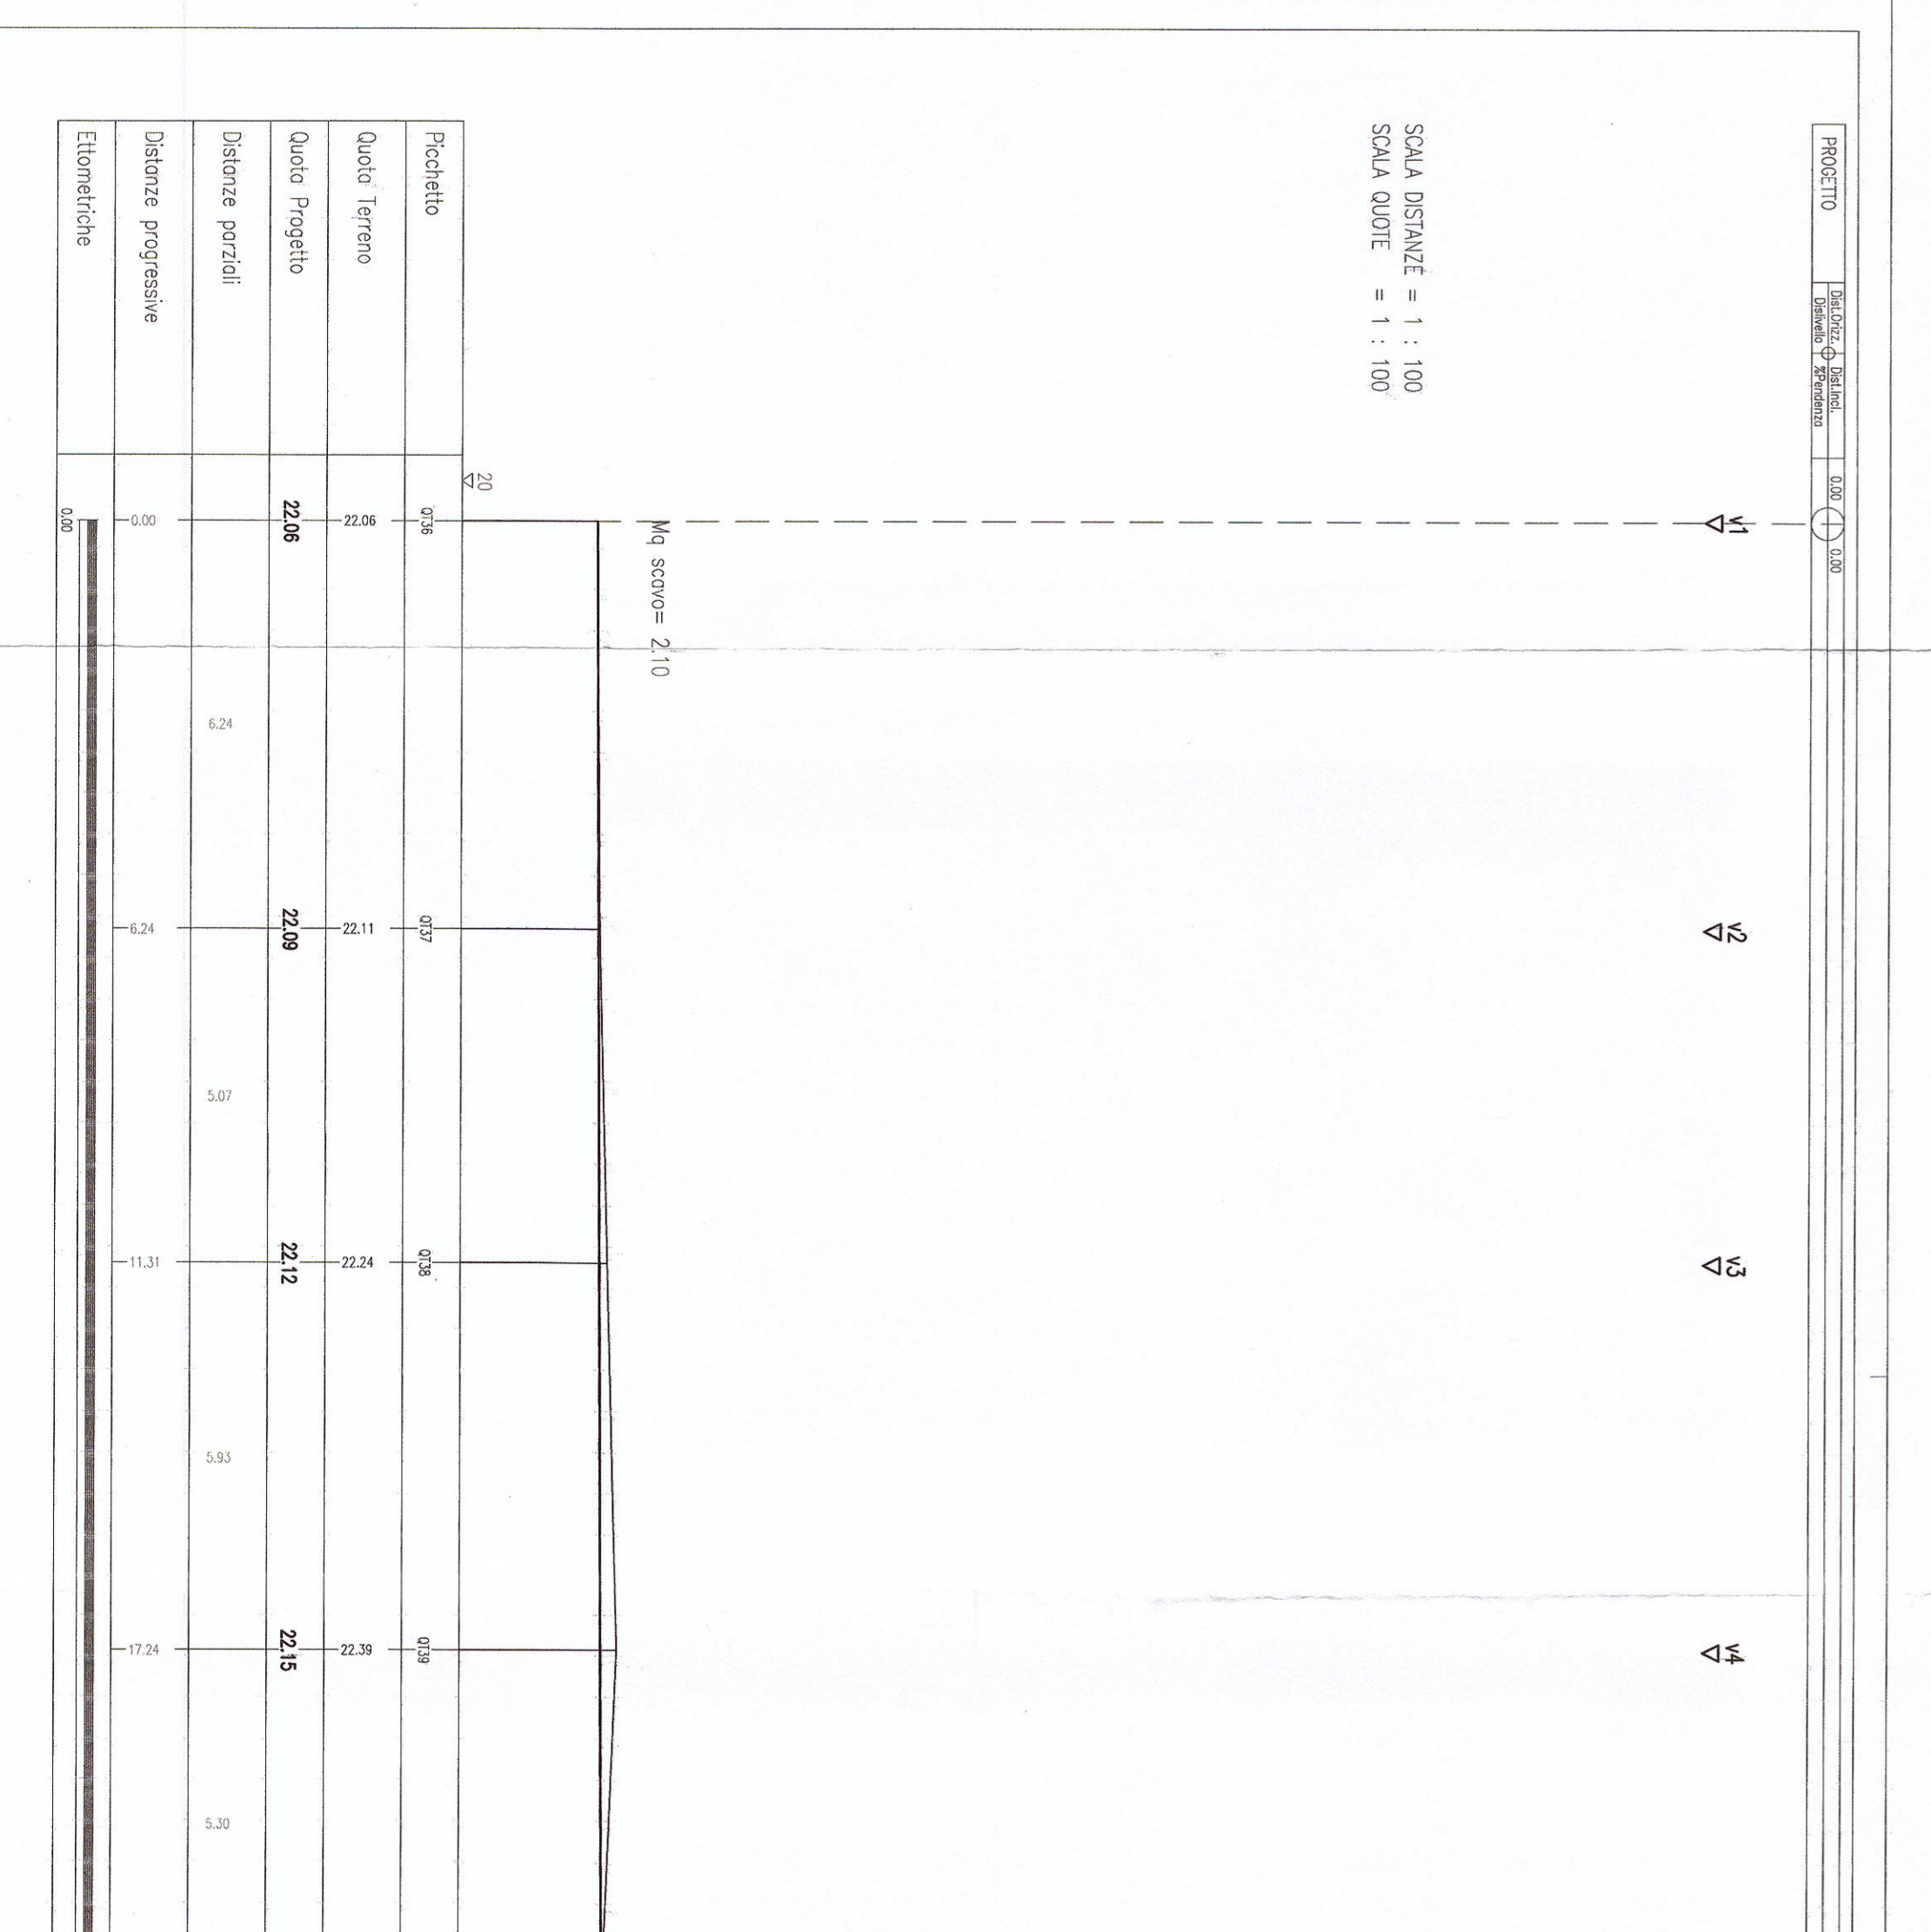 PROGETTO
Dist.Orizz. Dist.Incl.
Dislivello %Pendenza
0.00 0.00
v1 v2 v3 v4
SCALA DISTANZE = 1 : 100
SCALA QUOTE = 1 : 100
Mq scavo= 2.10
20
Picchetto QT36 QT37 QT38 QT39
Quota Terreno 22.06 22.11 22.24 22.39
Quota Progetto 22.06 22.09 22.12 22.15
Distanze parziali 6.24 5.07 5.93 5.30
Distanze progressive 0.00 6.24 11.31 17.24
Ettometriche 0.00